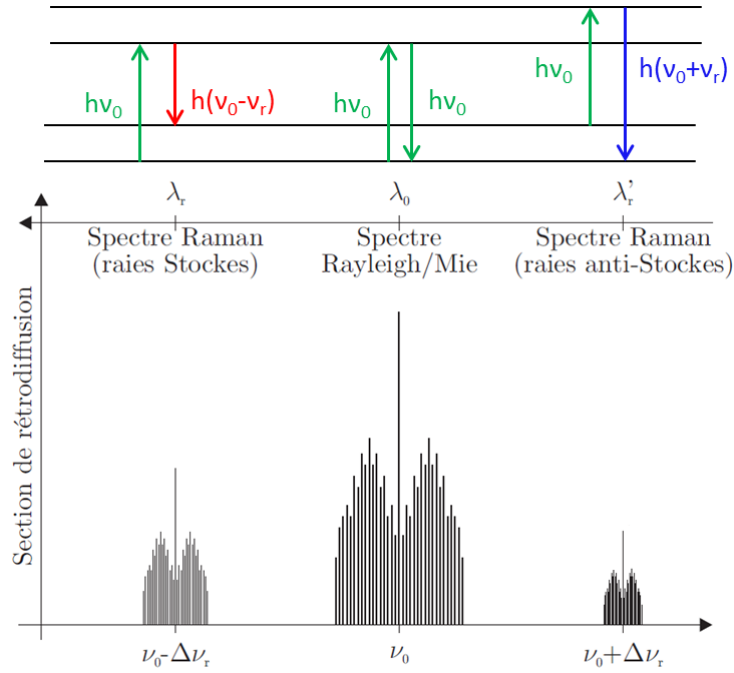 hν₀
h(ν₀-νᵣ)
hν₀
hν₀
hν₀
h(ν₀+νᵣ)
λᵣ
λ₀
λ’ᵣ
Spectre Raman
(raies Stockes)
Spectre
Rayleigh/Mie
Spectre Raman
(raies anti-Stockes)
Section de rétrodiffusion
ν₀-Δνᵣ
ν₀
ν₀+Δνᵣ